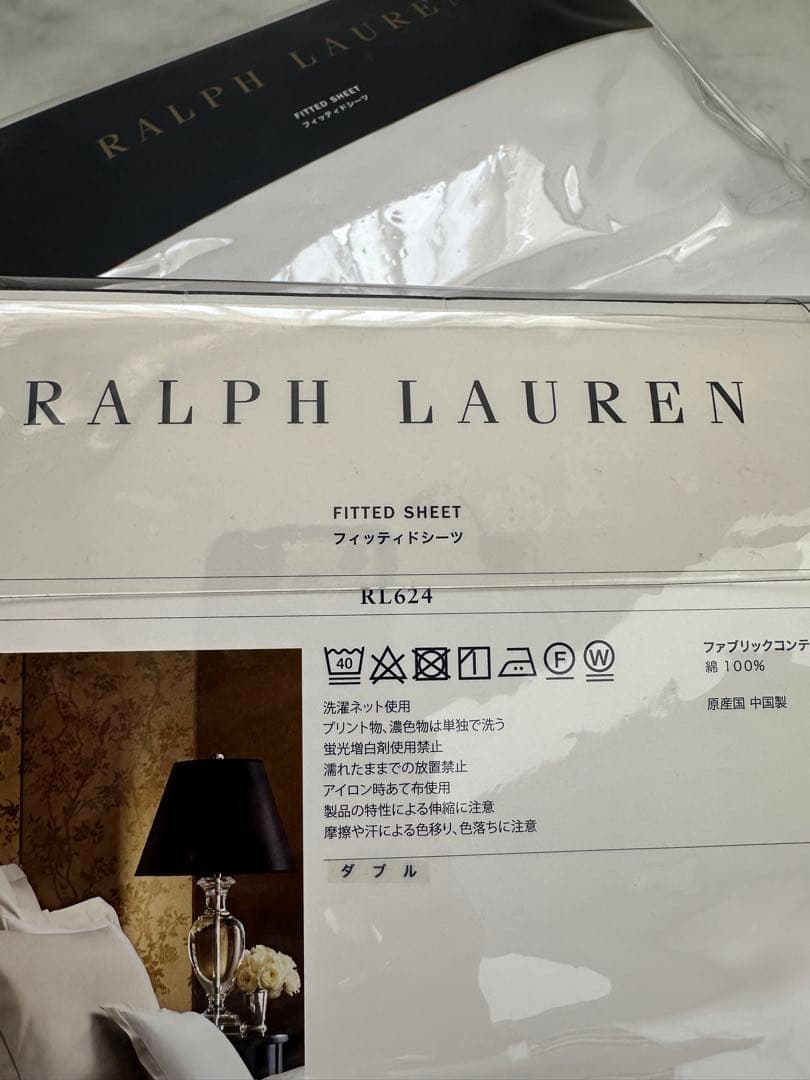 RALPH LAUREN
FITTED SHEET
フィッティドシーツ
RALPH LAUREN
FITTED SHEET
フィッティドシーツ
RL624
40
F
W
洗濯ネット使用
プリント物、濃色物は単独で洗う
蛍光増白剤使用禁止
濡れたままでの放置禁止
アイロン時あて布使用
製品の特性による伸縮に注意
摩擦や汗による色移り、色落ちに注意
ファブリックコンテ
綿 100%
原産国 中国製
ダブル